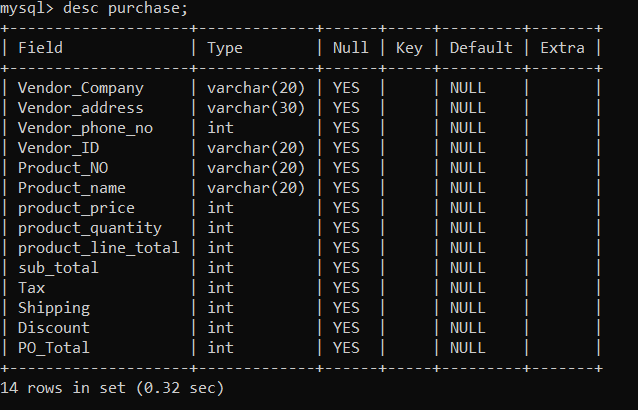 mysql> desc purchase;
+--------------------+-------------+------+-----+---------+-------+
| Field              | Type        | Null | Key | Default | Extra |
+--------------------+-------------+------+-----+---------+-------+
| Vendor_Company     | varchar(20) | YES  |     | NULL    |       |
| Vendor_address     | varchar(30) | YES  |     | NULL    |       |
| Vendor_phone_no    | int         | YES  |     | NULL    |       |
| Vendor_ID          | varchar(20) | YES  |     | NULL    |       |
| Product_NO         | varchar(20) | YES  |     | NULL    |       |
| Product_name       | varchar(20) | YES  |     | NULL    |       |
| product_price      | int         | YES  |     | NULL    |       |
| product_quantity   | int         | YES  |     | NULL    |       |
| product_line_total | int         | YES  |     | NULL    |       |
| sub_total          | int         | YES  |     | NULL    |       |
| Tax                | int         | YES  |     | NULL    |       |
| Shipping           | int         | YES  |     | NULL    |       |
| Discount           | int         | YES  |     | NULL    |       |
| PO_Total           | int         | YES  |     | NULL    |       |
+--------------------+-------------+------+-----+---------+-------+
14 rows in set (0.32 sec)